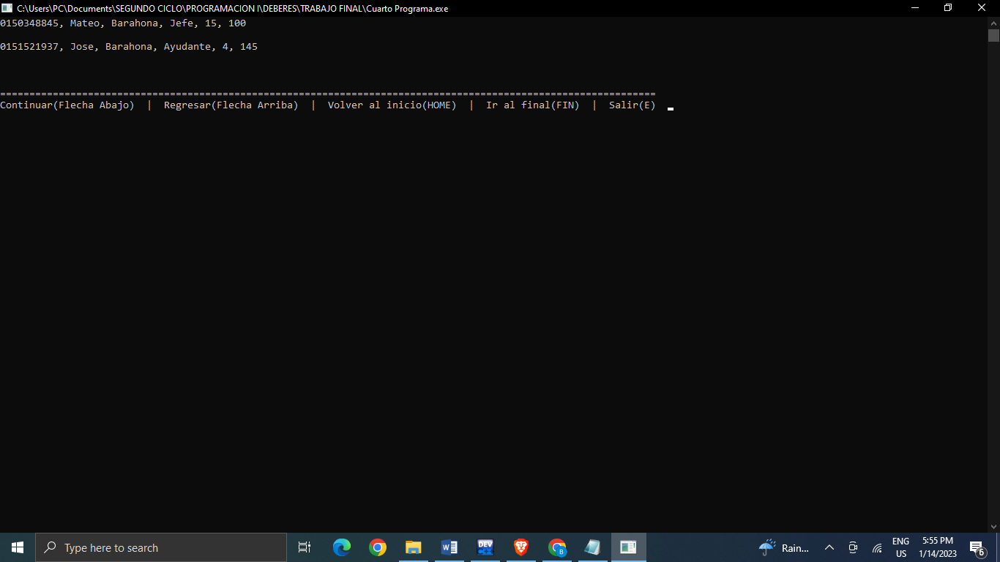 C:\Users\PC\Documents\SEGUNDO CICLO\PROGRAMACION I\DEBERES\TRABAJO FINAL\Cuarto Programa.exe
0150348845, Mateo, Barahona, Jefe, 15, 100
0151521937, Jose, Barahona, Ayudante, 4, 145
================================================================================================================
Continuar(Flecha Abajo)  |  Regresar(Flecha Arriba)  |  Volver al inicio(HOME)  |  Ir al final(FIN)  |  Salir(E)
Type here to search
DEV
B
Rain...
ENG
US
5:55 PM
1/14/2023
6